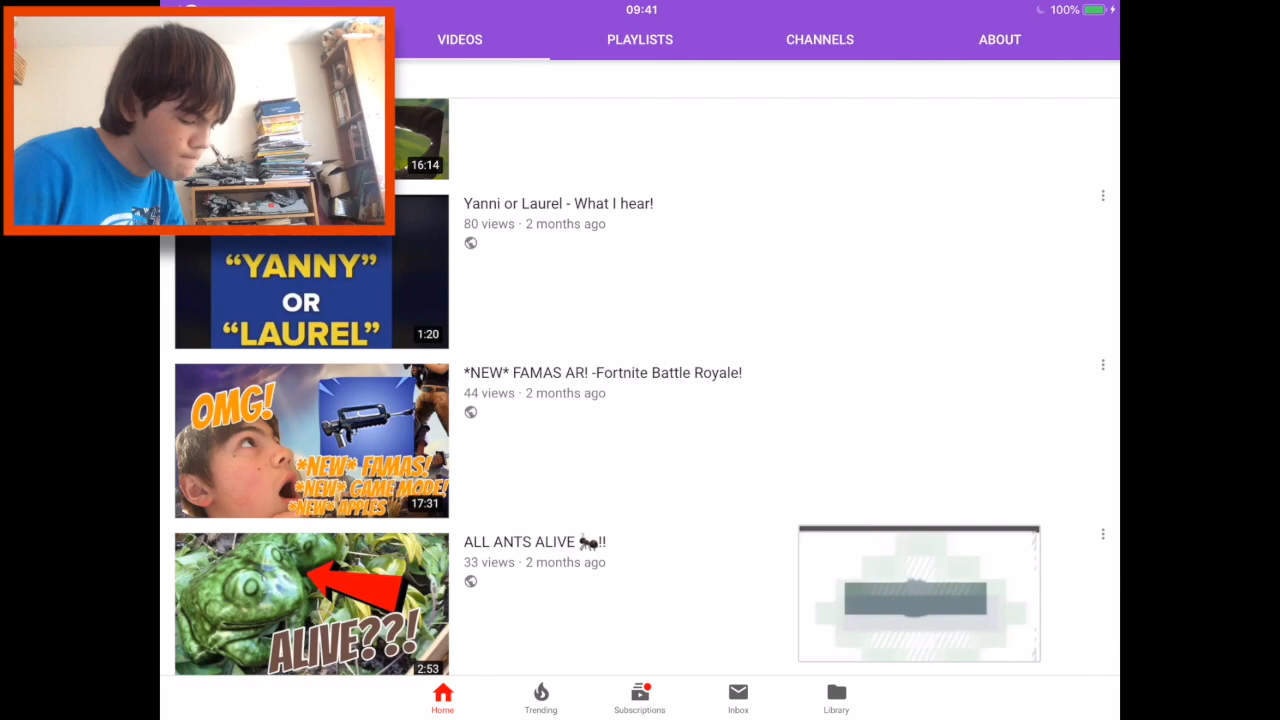 09:41
100%
VIDEOS
PLAYLISTS
CHANNELS
ABOUT
16:14
Yanni or Laurel - What I hear!
80 views · 2 months ago
“YANNY”
OR
“LAUREL”
1:20
*NEW* FAMAS AR! -Fortnite Battle Royale!
44 views · 2 months ago
OMG!
*NEW* FAMAS!
*NEW* GAME MODE!
*NEW* APPLES
17:31
ALL ANTS ALIVE 🐜!!
33 views · 2 months ago
ALIVE??!
2:53
Home
Trending
Subscriptions
Inbox
Library